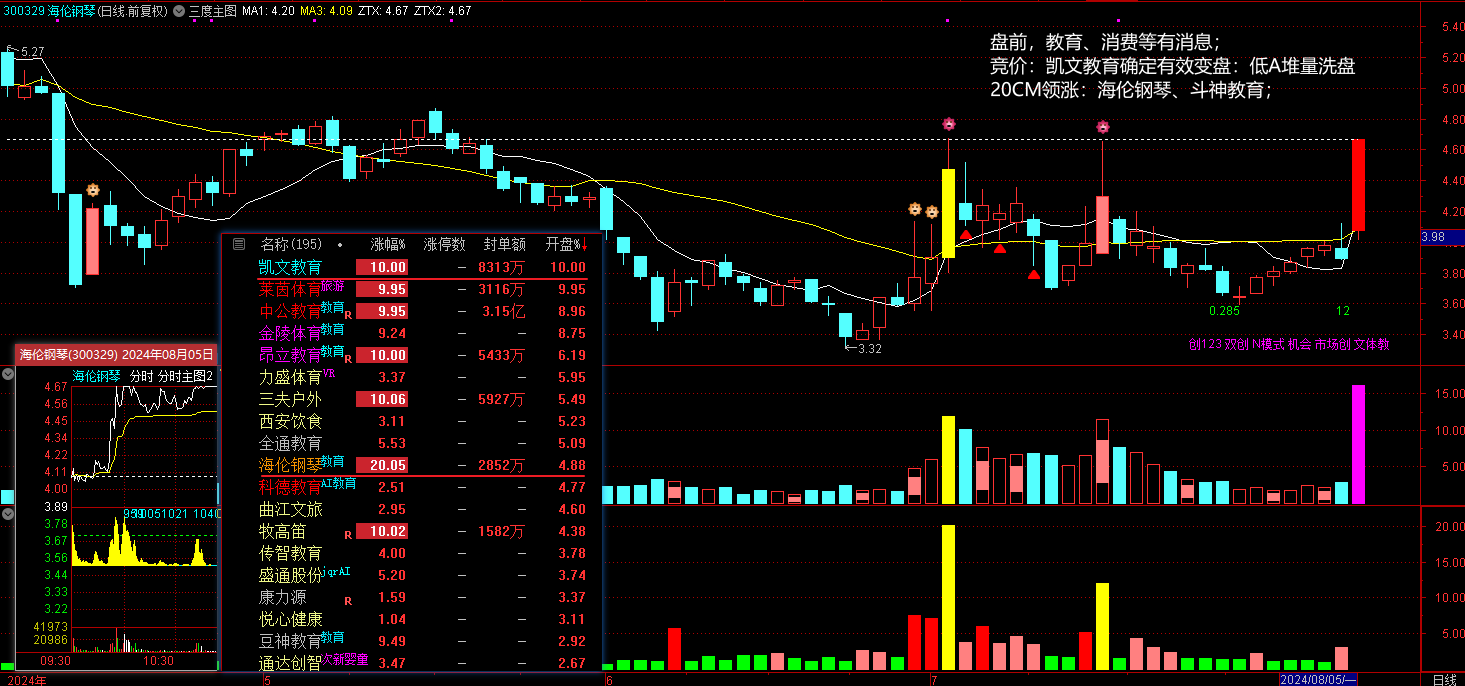 300329 海伦钢琴(日线.前复权) 三度主图 MA1: 4.20 MA3: 4.09 ZTX: 4.67 ZTX2: 4.67
5.27
盘前，教育、消费等有消息；
竞价：凯文教育确定有效变盘：低A堆量洗盘
20CM领涨：海伦钢琴、斗神教育；
5.40
5.20
5.00
4.80
4.60
4.40
4.20
3.98
3.80
3.60
3.40
0.285
12
3.32
创123 双创 N模式 机会 市场创 文体教
15.00
10.00
5.00
20.00
15.00
10.00
5.00
名称(195) 涨幅% 涨停数 封单额 开盘%
凯文教育 10.00 — 8313万 10.00
莱茵体育 旅游 9.95 — 3116万 9.95
中公教育 教育 R 9.95 — 3.15亿 8.96
金陵体育 教育 9.24 — — 8.75
昂立教育 教育 R 10.00 — 5433万 6.19
力盛体育 VR 3.37 — — 5.95
三夫户外 10.06 — 5927万 5.49
西安饮食 3.11 — — 5.23
全通教育 5.53 — — 5.09
海伦钢琴 教育 20.05 — 2852万 4.88
科德教育 AI教育 2.51 — — 4.77
曲江文旅 2.95 — — 4.60
牧高笛 R 10.02 — 1582万 4.38
传智教育 4.00 — — 3.78
盛通股份 jqrAI 5.20 — — 3.74
康力源 R 1.59 — — 3.37
悦心健康 1.04 — — 3.11
豆神教育 教育 9.49 — — 2.92
通达创智 次新婴童 3.47 — — 2.67
海伦钢琴(300329) 2024年08月05日
海伦钢琴 分时 分时主图2
4.67
4.56
4.45
4.34
4.22
4.11
4.00
3.89
3.78
3.67
3.56
3.44
3.33
3.22
41973
20986
1021 1040
09:30 10:30
2024年 5 6 7 2024/08/05/一 日线